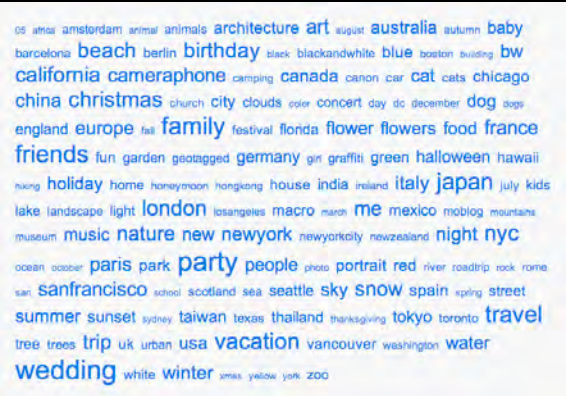 05 africa amsterdam animal animals architecture art august australia autumn baby
barcelona beach berlin birthday black blackandwhite blue boston building bw
california cameraphone camping canada canon car cat cats chicago
china christmas church city clouds color concert day dc december dog dogs
england europe fall family festival florida flower flowers food france
friends fun garden geotagged germany girl graffiti green halloween hawaii
hiking holiday home honeymoon hongkong house india ireland italy japan july kids
lake landscape light london losangeles macro march me mexico moblog mountains
museum music nature new newyork newyorkcity newzealand night nyc
ocean october paris park party people photo portrait red river roadtrip rock rome
san sanfrancisco school scotland sea seattle sky snow spain spring street
summer sunset sydney taiwan texas thailand thanksgiving tokyo toronto travel
tree trees trip uk urban usa vacation vancouver washington water
wedding white winter xmas yellow york zoo